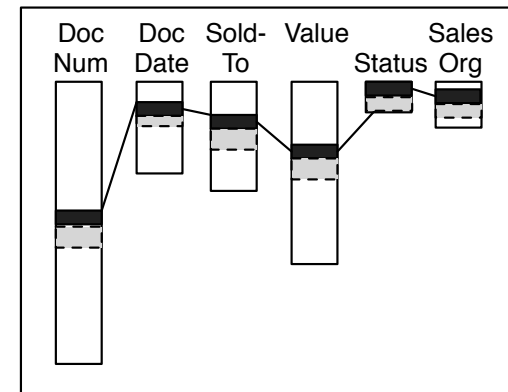 Doc Doc Sold- Value Sales
Num Date To Status Org